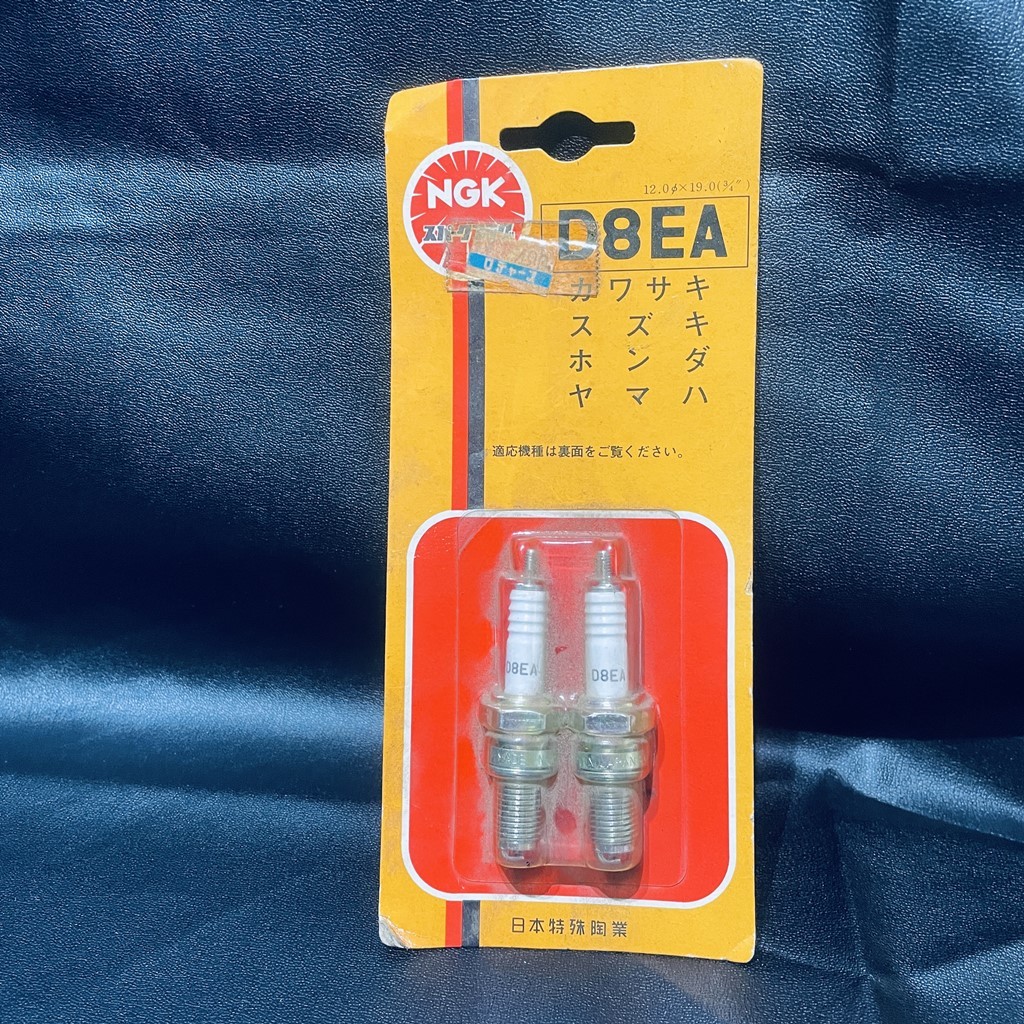 NGK
12.0φ×19.0(3/4")
D8EA
カワサキ
スズキ
ホンダ
ヤマハ
適応機種は裏面をご覧ください。
D8EA
D8EA
日本特殊陶業